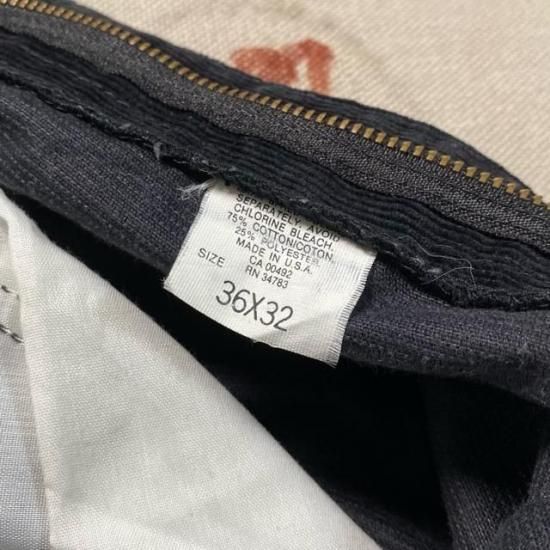 SEPARATELY. AVOID
CHLORINE BLEACH.
75% COTTON/COTON
25% POLYESTER.
MADE IN U.S.A.
CA 00492
RN 34783
SIZE
36X32